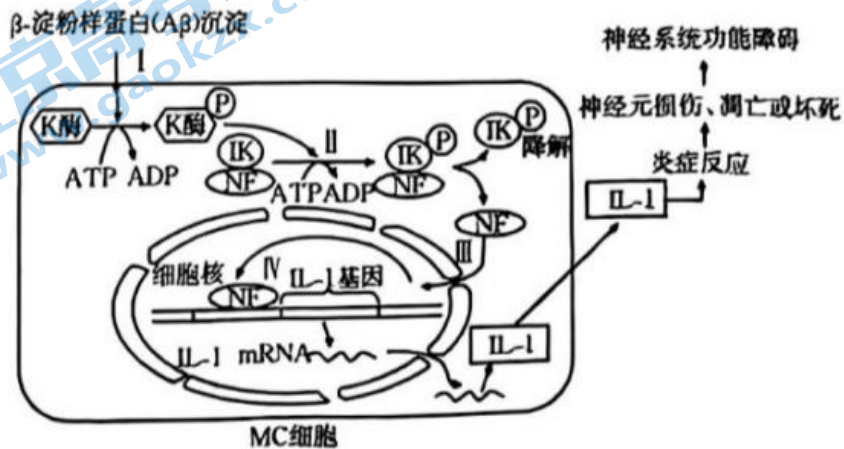 β-淀粉样蛋白(Aβ)沉淀
神经系统功能障碍
I
神经元损伤、凋亡或坏死
K酶
K酶
P
II
IK
P
IK
P
降解
炎症反应
IK
ATP ADP
NF
ATP ADP
NF
IL-1
NF
III
细胞核
IV
IL-1基因
NF
IL-1 mRNA
IL-1
MC细胞